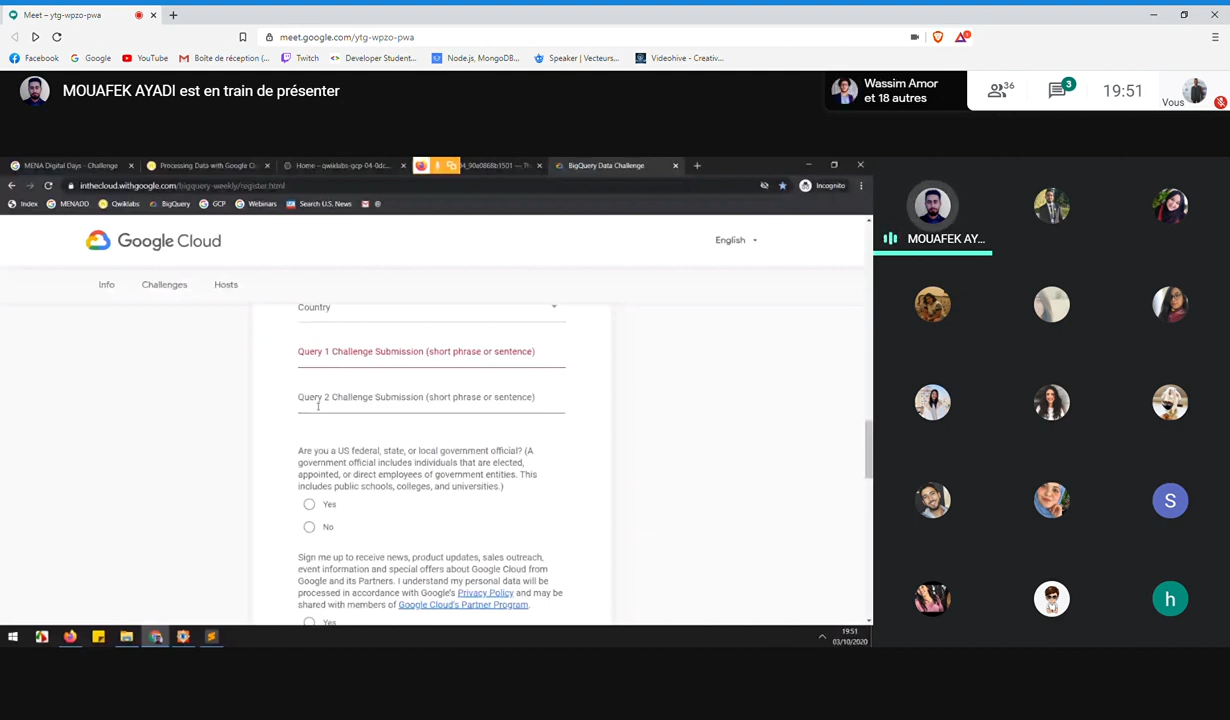 Meet – ytg-wpzo-pwa
meet.google.com/ytg-wpzo-pwa
Facebook
Google
YouTube
Boîte de réception (...
Twitch
Developer Student...
Node.js, MongoDB...
Speaker | Vecteurs...
Videohive - Creativ...
MOUAFEK AYADI est en train de présenter
Wassim Amor
et 18 autres
36
3
19:51
Vous
MENA Digital Days - Challenge
Processing Data with Google C
Home – qwiklabs-gcp-04-0dc...
04_90e0868b1501 — Th
BigQuery Data Challenge
inthecloud.withgoogle.com/bigquery-weekly/register.html
Incognito
Index
MENADD
Qwiklabs
BigQuery
GCP
Webinars
Search U.S. News
Google Cloud
English
Info
Challenges
Hosts
Country
Query 1 Challenge Submission (short phrase or sentence)
Query 2 Challenge Submission (short phrase or sentence)
Are you a US federal, state, or local government official? (A
government official includes individuals that are elected,
appointed, or direct employees of government entities. This
includes public schools, colleges, and universities.)
Yes
No
Sign me up to receive news, product updates, sales outreach,
event information and special offers about Google Cloud from
Google and its Partners. I understand my personal data will be
processed in accordance with Google's Privacy Policy and may be
shared with members of Google Cloud's Partner Program.
Yes
MOUAFEK AY...
S
h
19:51
03/10/2020